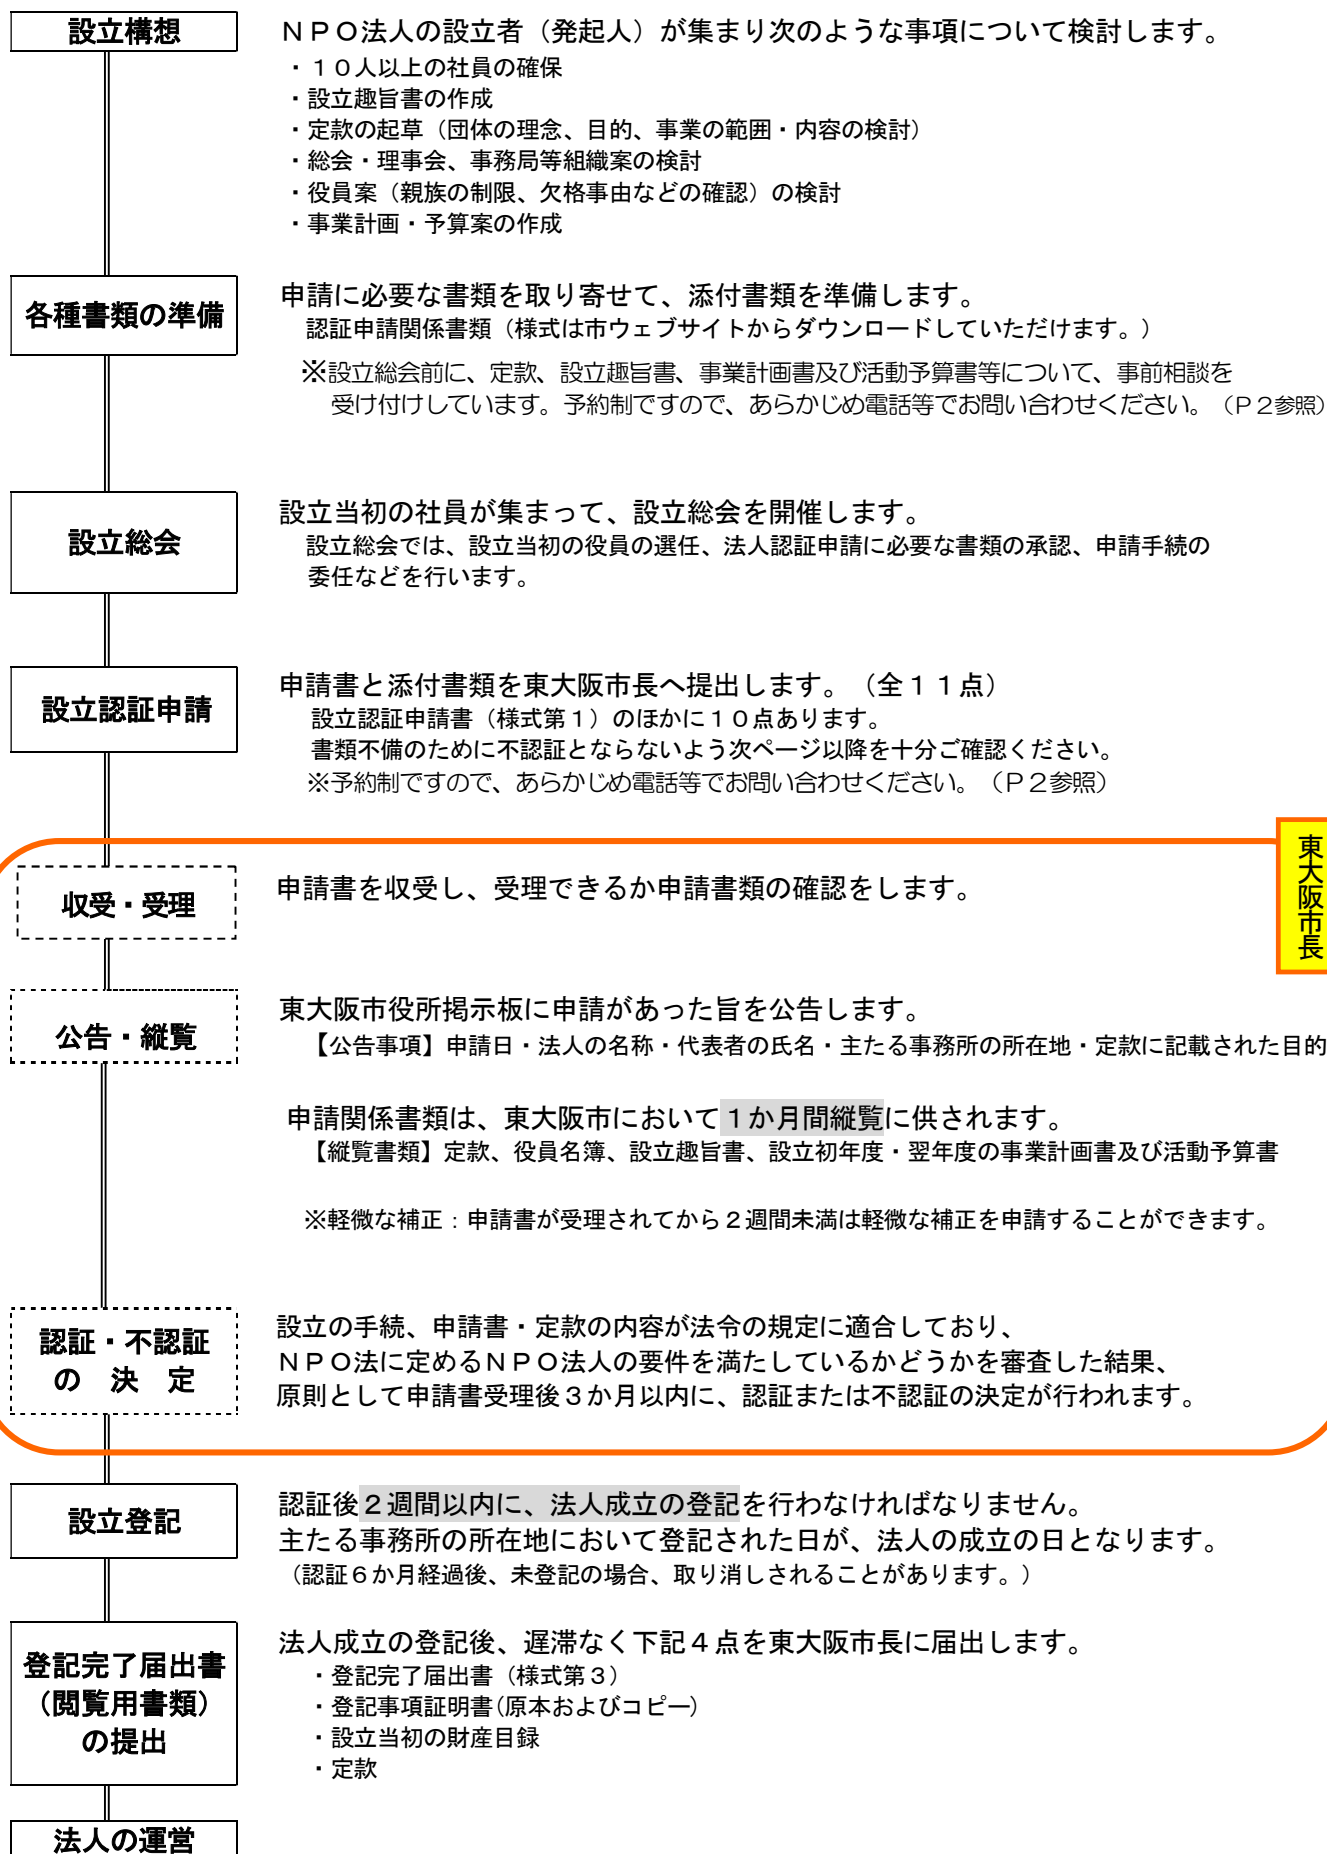 設立構想
ＮＰＯ法人の設立者（発起人）が集まり次のような事項について検討します。
・１０人以上の社員の確保
・設立趣旨書の作成
・定款の起草（団体の理念、目的、事業の範囲・内容の検討）
・総会・理事会、事務局等組織案の検討
・役員案（親族の制限、欠格事由などの確認）の検討
・事業計画・予算案の作成
各種書類の準備
申請に必要な書類を取り寄せて、添付書類を準備します。
認証申請関係書類（様式は市ウェブサイトからダウンロードしていただけます。）
※設立総会前に、定款、設立趣旨書、事業計画書及び活動予算書等について、事前相談を
受け付けしています。予約制ですので、あらかじめ電話等でお問い合わせください。（Ｐ２参照）
設立総会
設立当初の社員が集まって、設立総会を開催します。
設立総会では、設立当初の役員の選任、法人認証申請に必要な書類の承認、申請手続の
委任などを行います。
設立認証申請
申請書と添付書類を東大阪市長へ提出します。（全１１点）
設立認証申請書（様式第１）のほかに１０点あります。
書類不備のために不認証とならないよう次ページ以降を十分ご確認ください。
※予約制ですので、あらかじめ電話等でお問い合わせください。（Ｐ２参照）
東大阪市長
収受・受理
申請書を収受し、受理できるか申請書類の確認をします。
公告・縦覧
東大阪市役所掲示板に申請があった旨を公告します。
【公告事項】申請日・法人の名称・代表者の氏名・主たる事務所の所在地・定款に記載された目的
申請関係書類は、東大阪市において１か月間縦覧に供されます。
【縦覧書類】定款、役員名簿、設立趣旨書、設立初年度・翌年度の事業計画書及び活動予算書
※軽微な補正：申請書が受理されてから２週間未満は軽微な補正を申請することができます。
認証・不認証
の　決　定
設立の手続、申請書・定款の内容が法令の規定に適合しており、
ＮＰＯ法に定めるＮＰＯ法人の要件を満たしているかどうかを審査した結果、
原則として申請書受理後３か月以内に、認証または不認証の決定が行われます。
設立登記
認証後２週間以内に、法人成立の登記を行わなければなりません。
主たる事務所の所在地において登記された日が、法人の成立の日となります。
（認証６か月経過後、未登記の場合、取り消しされることがあります。）
登記完了届出書
（閲覧用書類）
の提出
法人成立の登記後、遅滞なく下記４点を東大阪市長に届出します。
・登記完了届出書（様式第３）
・登記事項証明書（原本およびコピー）
・設立当初の財産目録
・定款
法人の運営